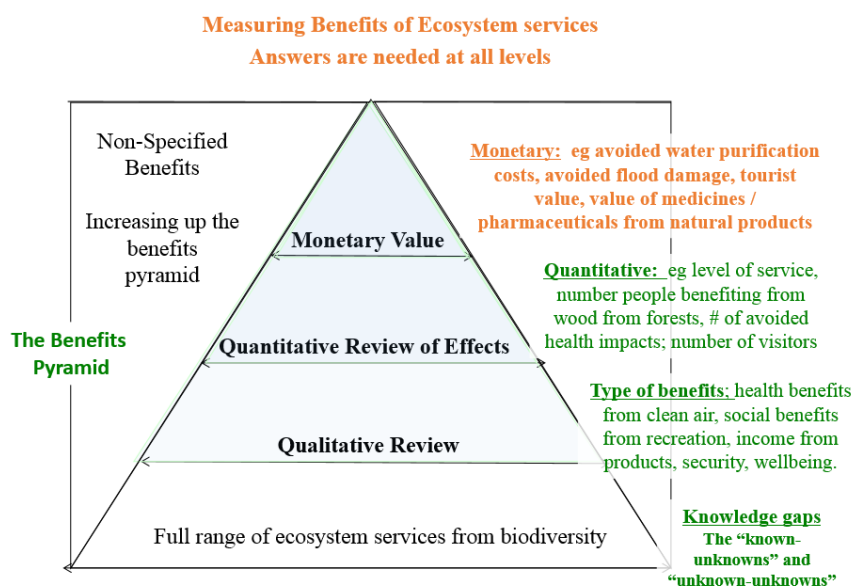 Measuring Benefits of Ecosystem services
Answers are needed at all levels
Non-Specified
Benefits
Increasing up the
benefits
pyramid
The Benefits
Pyramid
Monetary Value
Quantitative Review of Effects
Qualitative Review
Full range of ecosystem services from biodiversity
Monetary: eg avoided water purification
costs, avoided flood damage, tourist
value, value of medicines /
pharmaceuticals from natural products
Quantitative: eg level of service,
number people benefiting from
wood from forests, # of avoided
health impacts; number of visitors
Type of benefits; health benefits
from clean air, social benefits
from recreation, income from
products, security, wellbeing.
Knowledge gaps
The “known-
unknowns” and
“unknown-unknowns”